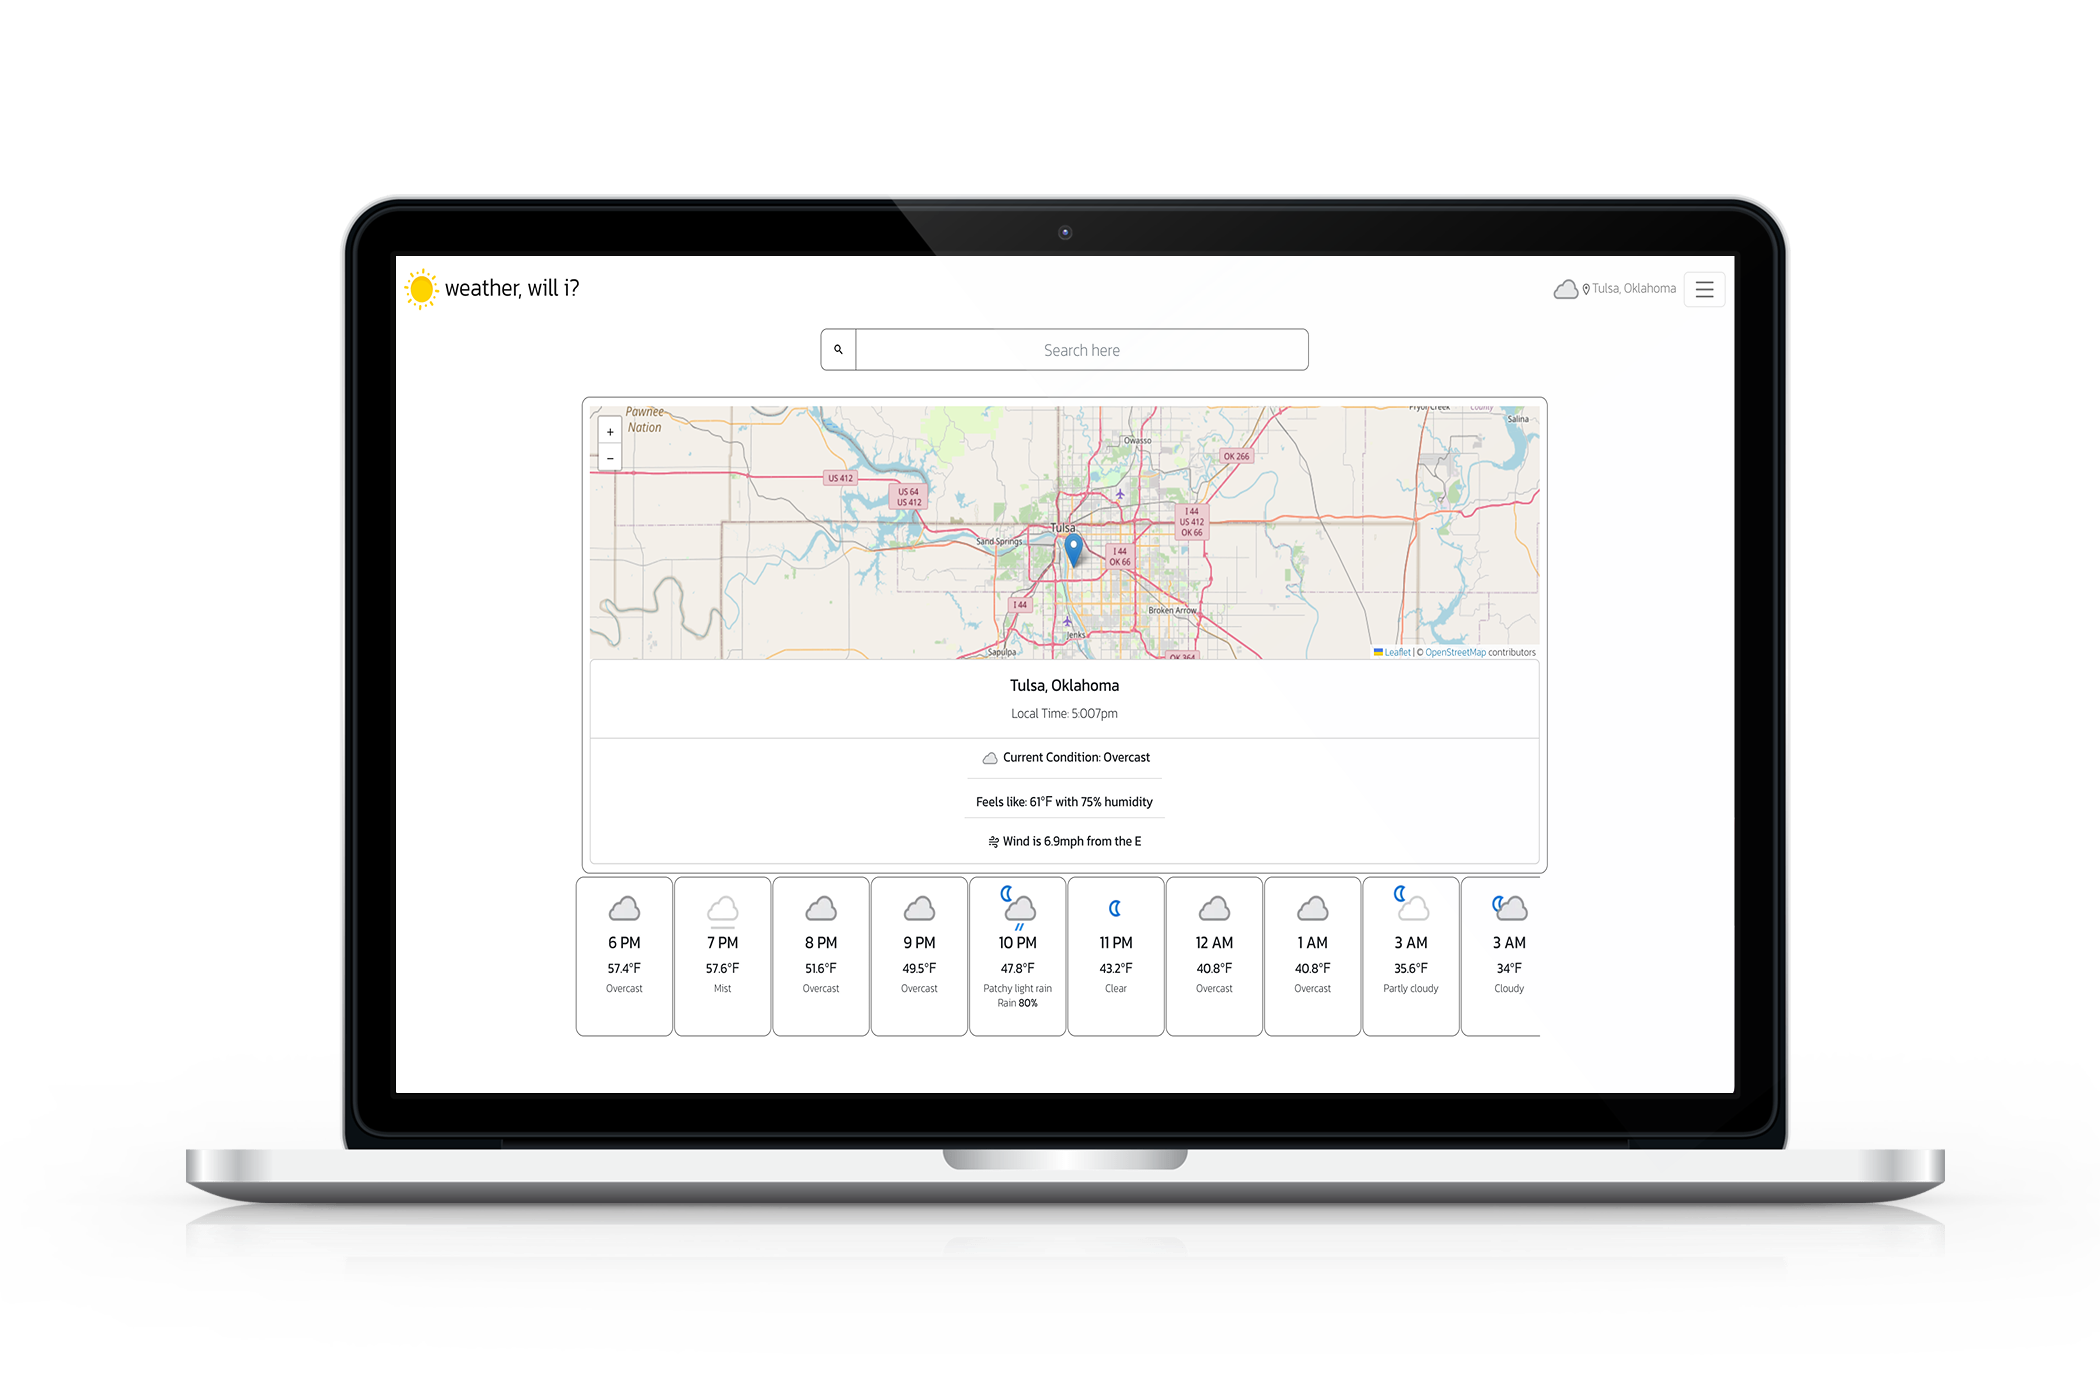 weather, will i?
Tulsa, Oklahoma
Search here
+
−
Pawnee
Nation
Owasso
Pryor Creek
County
Salina
OK 266
US 412
US 64
US 412
I 44
US 412
OK 66
Tulsa
Sand Springs
I 44
OK 66
I 44
Broken Arrow
Jenks
Sapulpa
OK 364
Leaflet | © OpenStreetMap contributors
Tulsa, Oklahoma
Local Time: 5:007pm
Current Condition: Overcast
Feels like: 61°F with 75% humidity
Wind is 6.9mph from the E
6 PM
57.4°F
Overcast
7 PM
57.6°F
Mist
8 PM
51.6°F
Overcast
9 PM
49.5°F
Overcast
10 PM
47.8°F
Patchy light rain
Rain 80%
11 PM
43.2°F
Clear
12 AM
40.8°F
Overcast
1 AM
40.8°F
Overcast
3 AM
35.6°F
Partly cloudy
3 AM
34°F
Cloudy